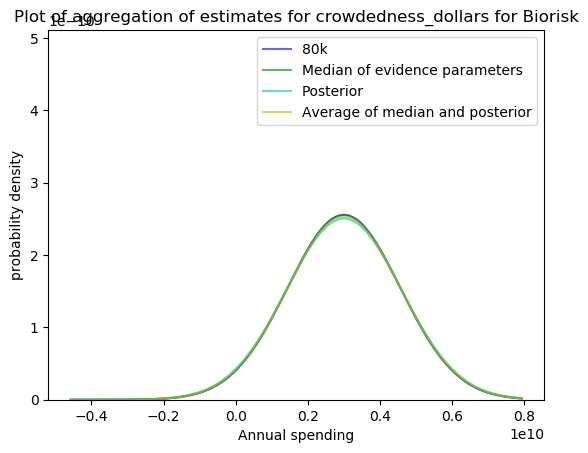 Plot of aggregation of estimates for crowdedness_dollars for Biorisk
1e−10
80k
Median of evidence parameters
Posterior
Average of median and posterior
probability density
5
4
3
2
1
0
−0.4 −0.2 0.0 0.2 0.4 0.6 0.8
1e10
Annual spending